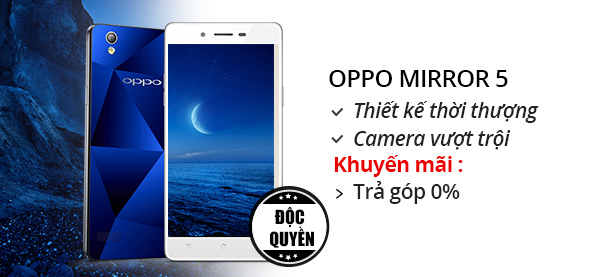 oppo
OPPO MIRROR 5
Thiết kế thời thượng
Camera vượt trội
Khuyến mãi :
Trả góp 0%
ĐỘC
QUYỀN